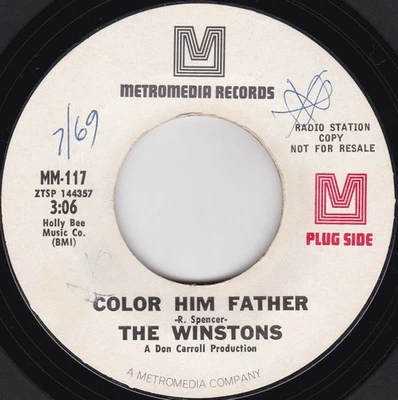 METROMEDIA RECORDS
7/69
RADIO STATION
COPY
NOT FOR RESALE
MM-117
ZTSP 144357
3:06
Holly Bee
Music Co.
(BMI)
PLUG SIDE
COLOR HIM FATHER
-R. Spencer-
THE WINSTONS
A Don Carroll Production
A METROMEDIA COMPANY